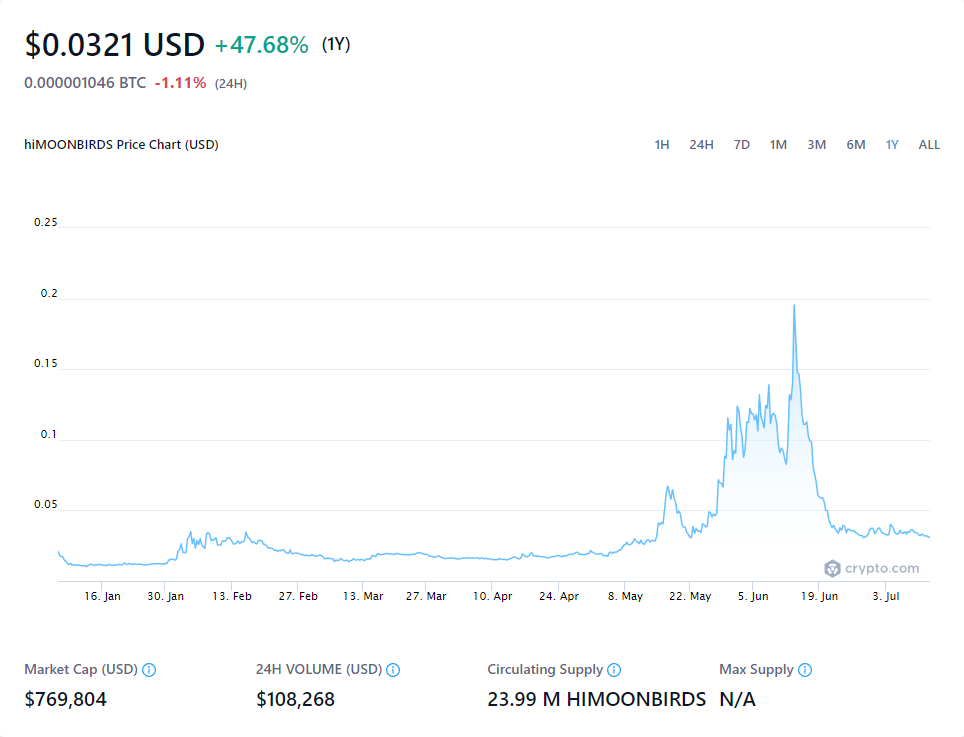 $0.0321 USD +47.68% (1Y)
0.000001046 BTC -1.11% (24H)
hiMOONBIRDS Price Chart (USD) 1H 24H 7D 1M 3M 6M 1Y ALL
0.25
0.2
0.15
0.1
0.05
crypto.com
16. Jan 30. Jan 13. Feb 27. Feb 13. Mar 27. Mar 10. Apr 24. Apr 8. May 22. May 5. Jun 19. Jun 3. Jul
Market Cap (USD) 24H VOLUME (USD) Circulating Supply Max Supply
$769,804 $108,268 23.99 M HIMOONBIRDS N/A